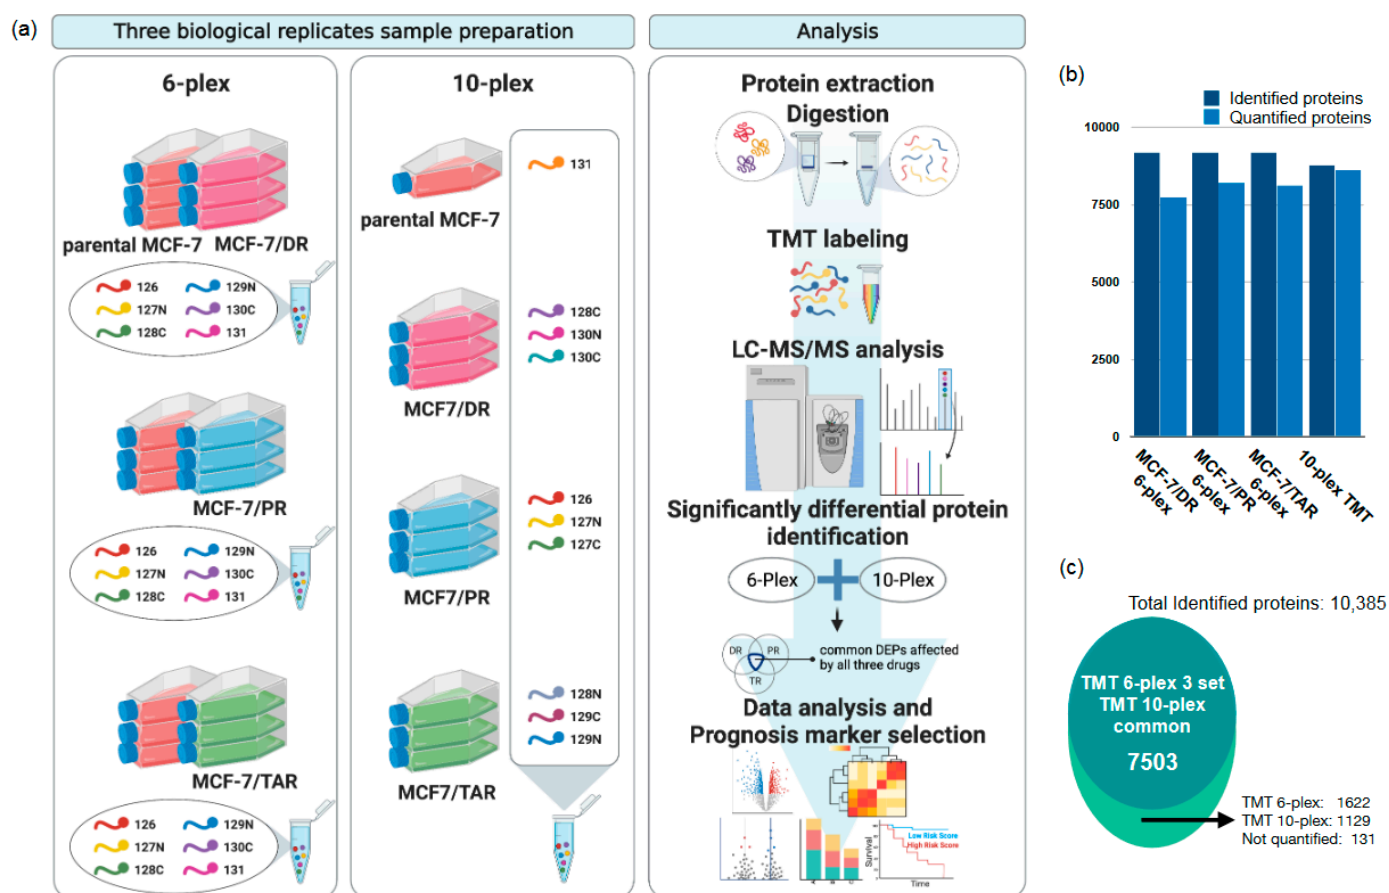 (a)
Three biological replicates sample preparation
6-plex
parental MCF-7
MCF-7/DR
126
129N
127N
130C
128C
131
MCF-7/PR
126
129N
127N
130C
128C
131
MCF-7/TAR
126
129N
127N
130C
128C
131
10-plex
131
parental MCF-7
128C
130N
130C
MCF7/DR
126
127N
127C
MCF7/PR
128N
129C
129N
MCF7/TAR
Analysis
Protein extraction
Digestion
TMT labeling
LC-MS/MS analysis
Significantly differential protein
identification
6-Plex
10-Plex
DR
PR
TR
common DEPs affected
by all three drugs
Data analysis and
Prognosis marker selection
Survival
Low Risk Score
High Risk Score
Time
(b)
Identified proteins
Quantified proteins
10000
7500
5000
2500
0
MCF-7/DR
6-plex
MCF-7/PR
6-plex
MCF-7/TAR
6-plex
10-plex TMT
(c)
Total Identified proteins: 10,385
TMT 6-plex 3 set
TMT 10-plex
common
7503
TMT 6-plex: 1622
TMT 10-plex: 1129
Not quantified: 131